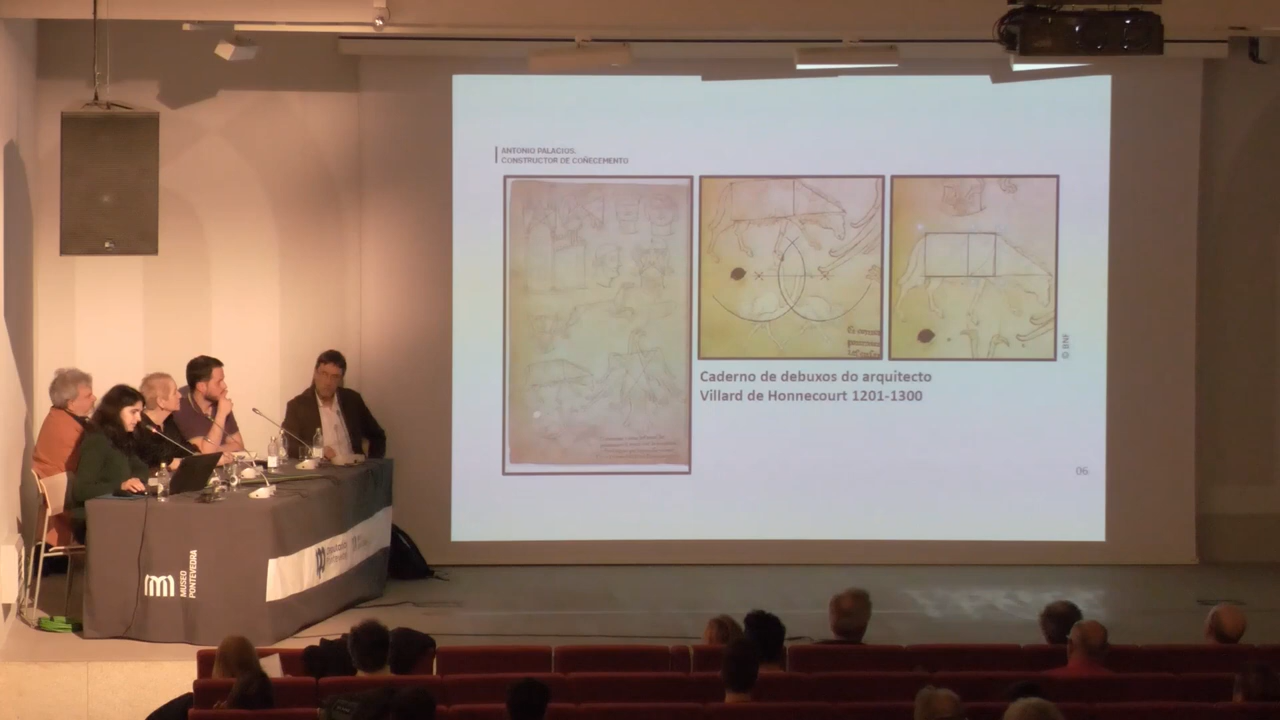 ANTONIO PALACIOS.
CONSTRUCTOR DE COÑECEMENTO
Caderno de debuxos do arquitecto
Villard de Honnecourt 1201-1300
© BNF
06
MUSEO
PONTEVEDRA